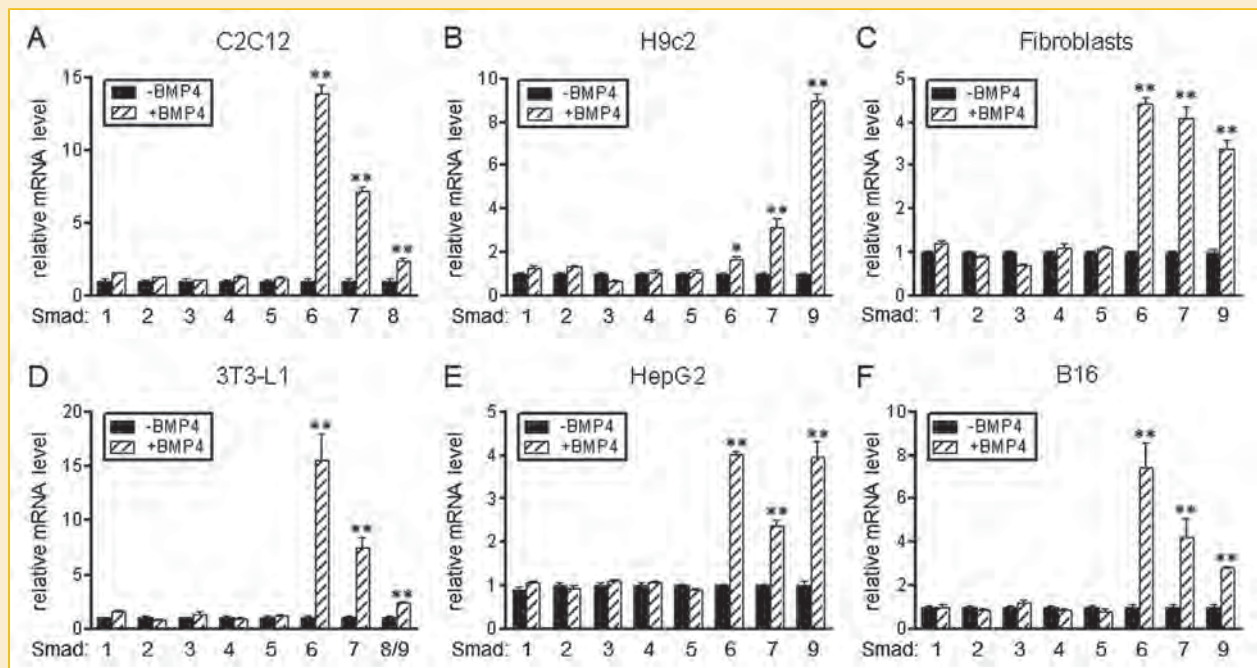 A
C2C12
relative mRNA level
15
10
5
0
-BMP4
+BMP4
**
**
**
Smad: 1 2 3 4 5 6 7 8
B
H9c2
relative mRNA level
10
8
6
4
2
0
-BMP4
+BMP4
*
**
**
Smad: 1 2 3 4 5 6 7 9
C
Fibroblasts
relative mRNA level
5
4
3
2
1
0
-BMP4
+BMP4
**
**
**
Smad: 1 2 3 4 5 6 7 9
D
3T3-L1
relative mRNA level
20
15
10
5
0
-BMP4
+BMP4
**
**
**
Smad: 1 2 3 4 5 6 7 8/9
E
HepG2
relative mRNA level
5
4
3
2
1
0
-BMP4
+BMP4
**
**
**
Smad: 1 2 3 4 5 6 7 9
F
B16
relative mRNA level
10
8
6
4
2
0
-BMP4
+BMP4
**
**
**
Smad: 1 2 3 4 5 6 7 9